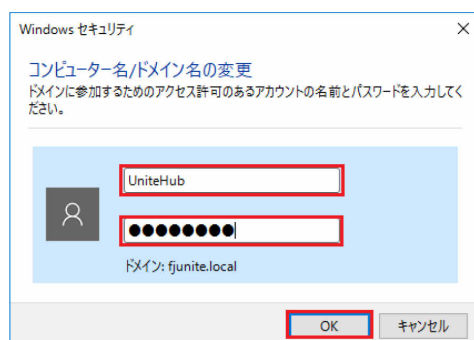 Windows セキュリティ
コンピューター名/ドメイン名の変更
ドメインに参加するためのアクセス許可のあるアカウントの名前とパスワードを入力してく
ださい。
UniteHub
●●●●●●●●
ドメイン: fjunite.local
OK
キャンセル